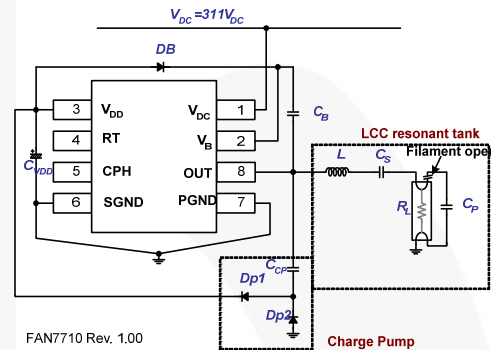 VDC=311VDC
DB
3 VDD
4 RT
5 CPH
6 SGND
VDC 1
VB 2
OUT 8
PGND 7
CVDD
CB
LCC resonant tank
Filament ope
L
CS
RL
CP
CCP
Dp1
Dp2
FAN7710 Rev. 1.00
Charge Pump